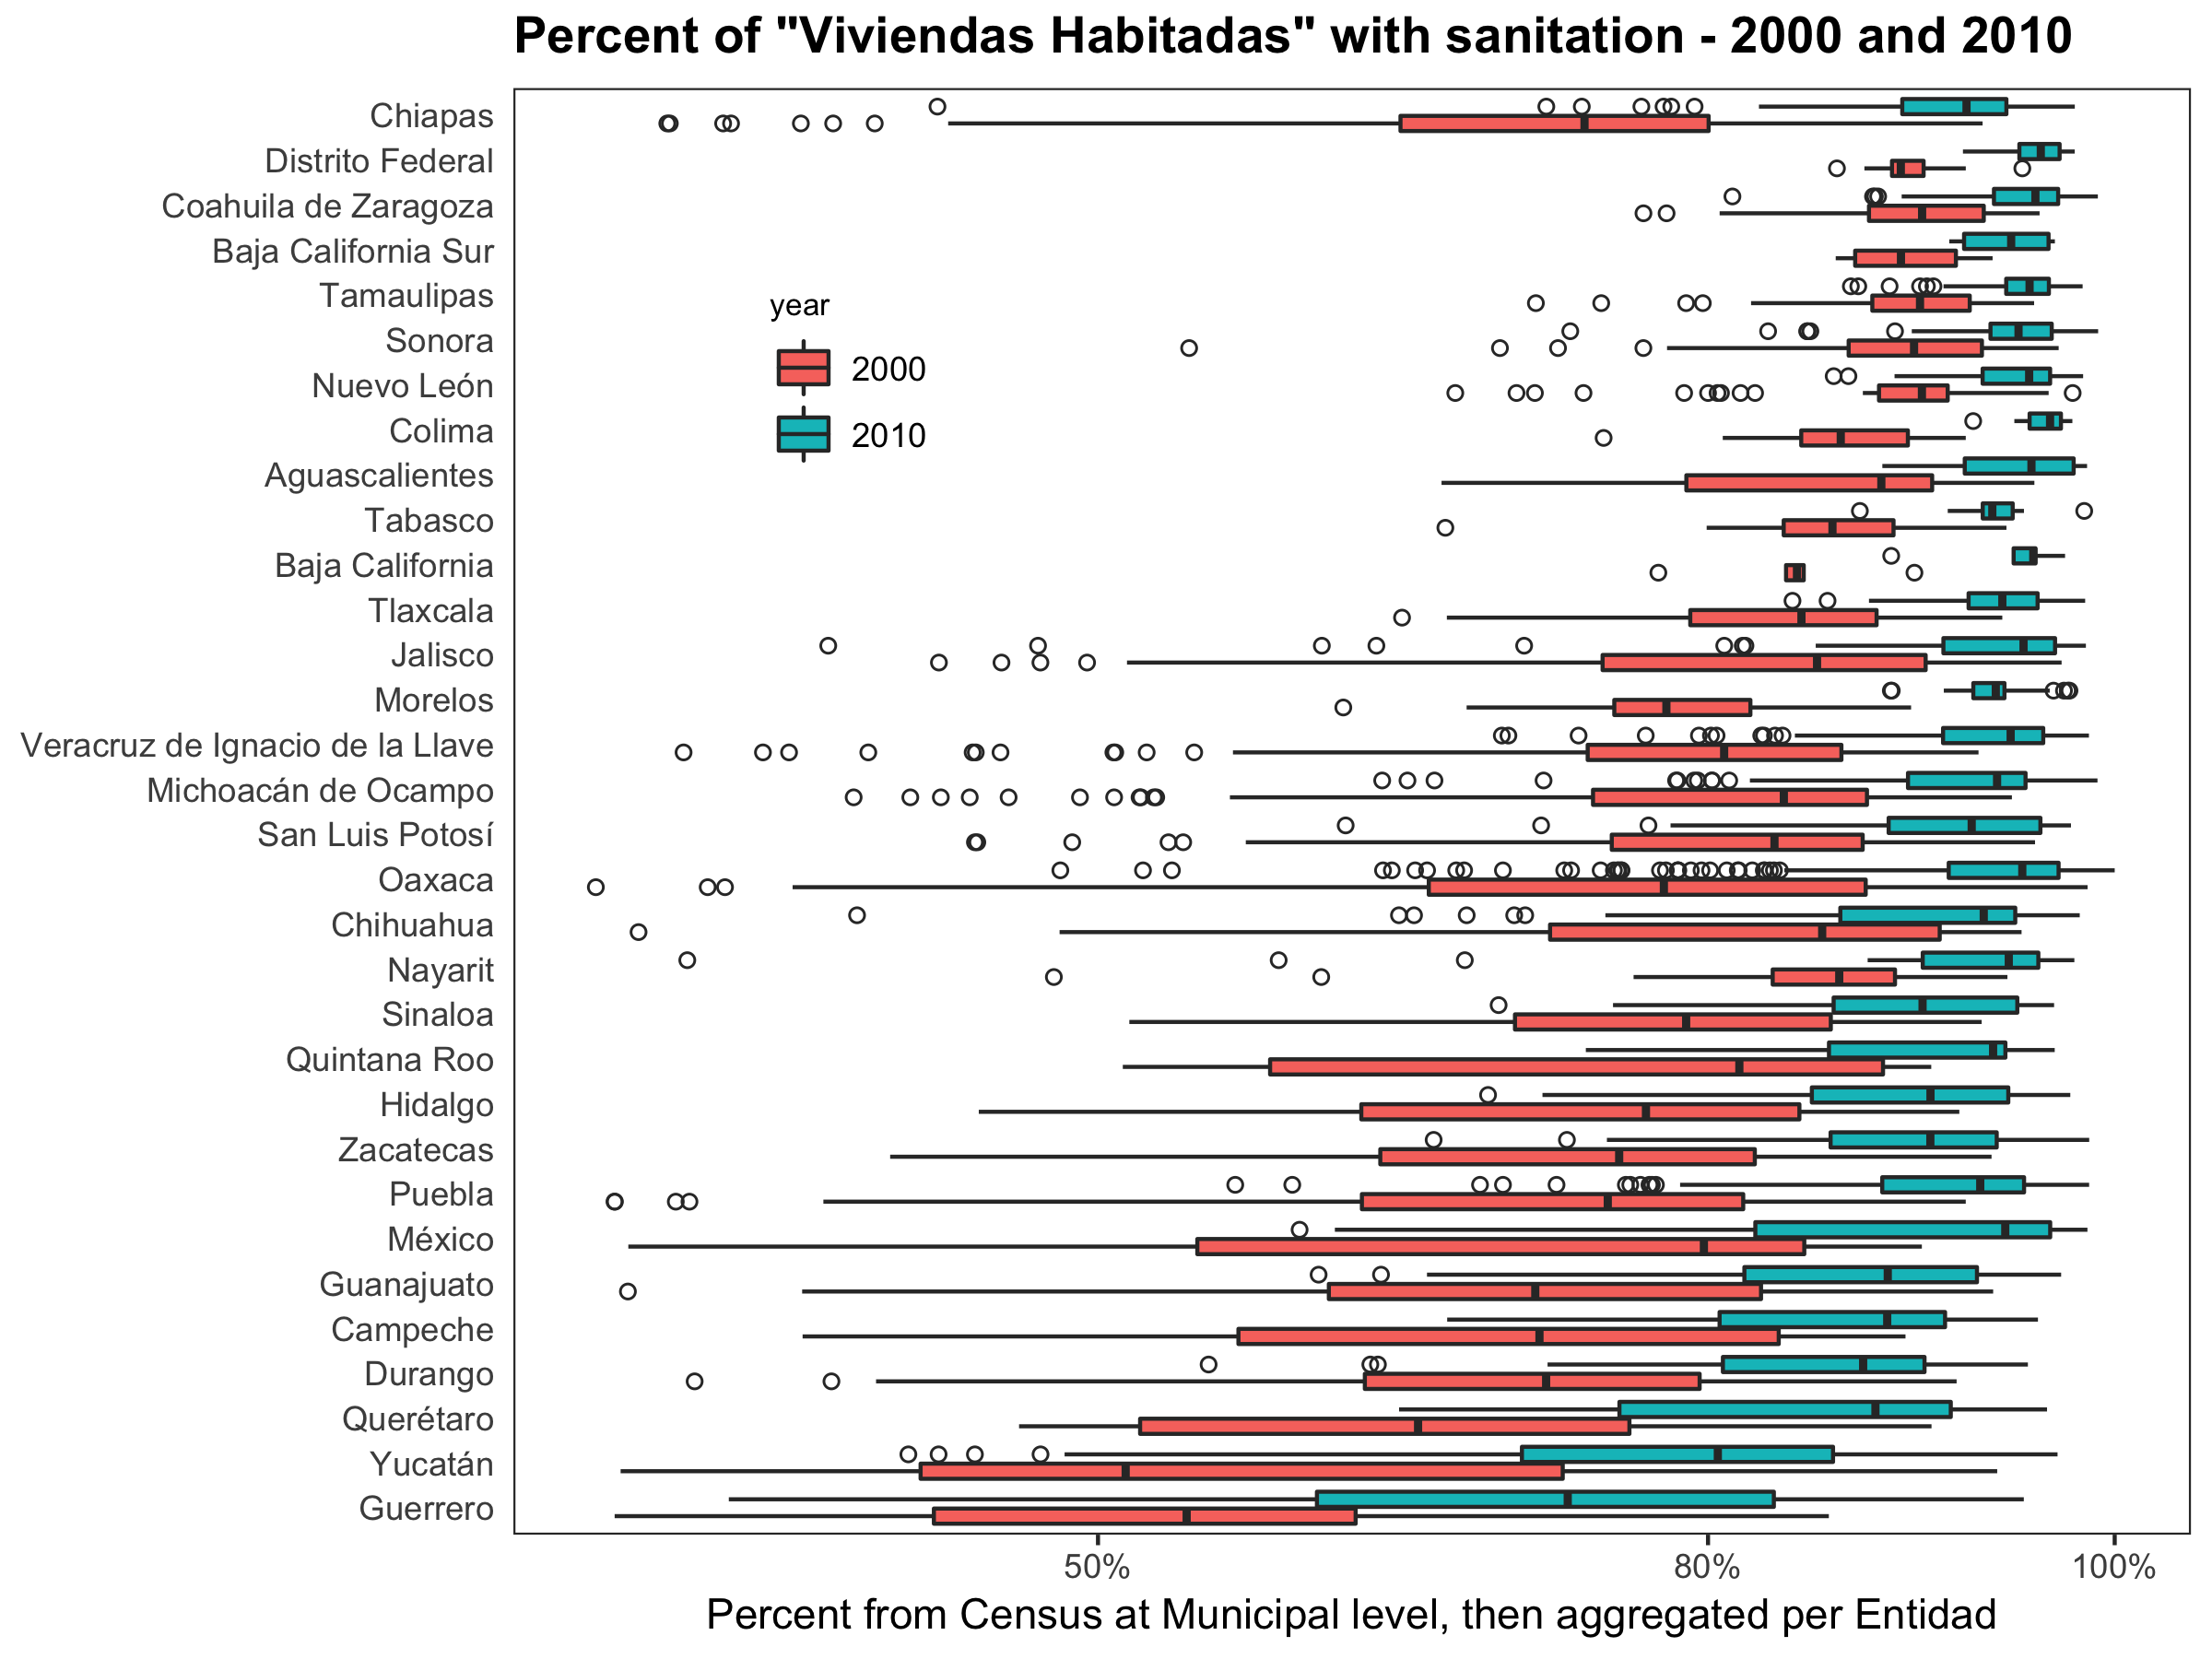 Percent of "Viviendas Habitadas" with sanitation - 2000 and 2010
Chiapas
Distrito Federal
Coahuila de Zaragoza
Baja California Sur
Tamaulipas
Sonora
Nuevo León
Colima
Aguascalientes
Tabasco
Baja California
Tlaxcala
Jalisco
Morelos
Veracruz de Ignacio de la Llave
Michoacán de Ocampo
San Luis Potosí
Oaxaca
Chihuahua
Nayarit
Sinaloa
Quintana Roo
Hidalgo
Zacatecas
Puebla
México
Guanajuato
Campeche
Durango
Querétaro
Yucatán
Guerrero
year
2000
2010
50% 80% 100%
Percent from Census at Municipal level, then aggregated per Entidad